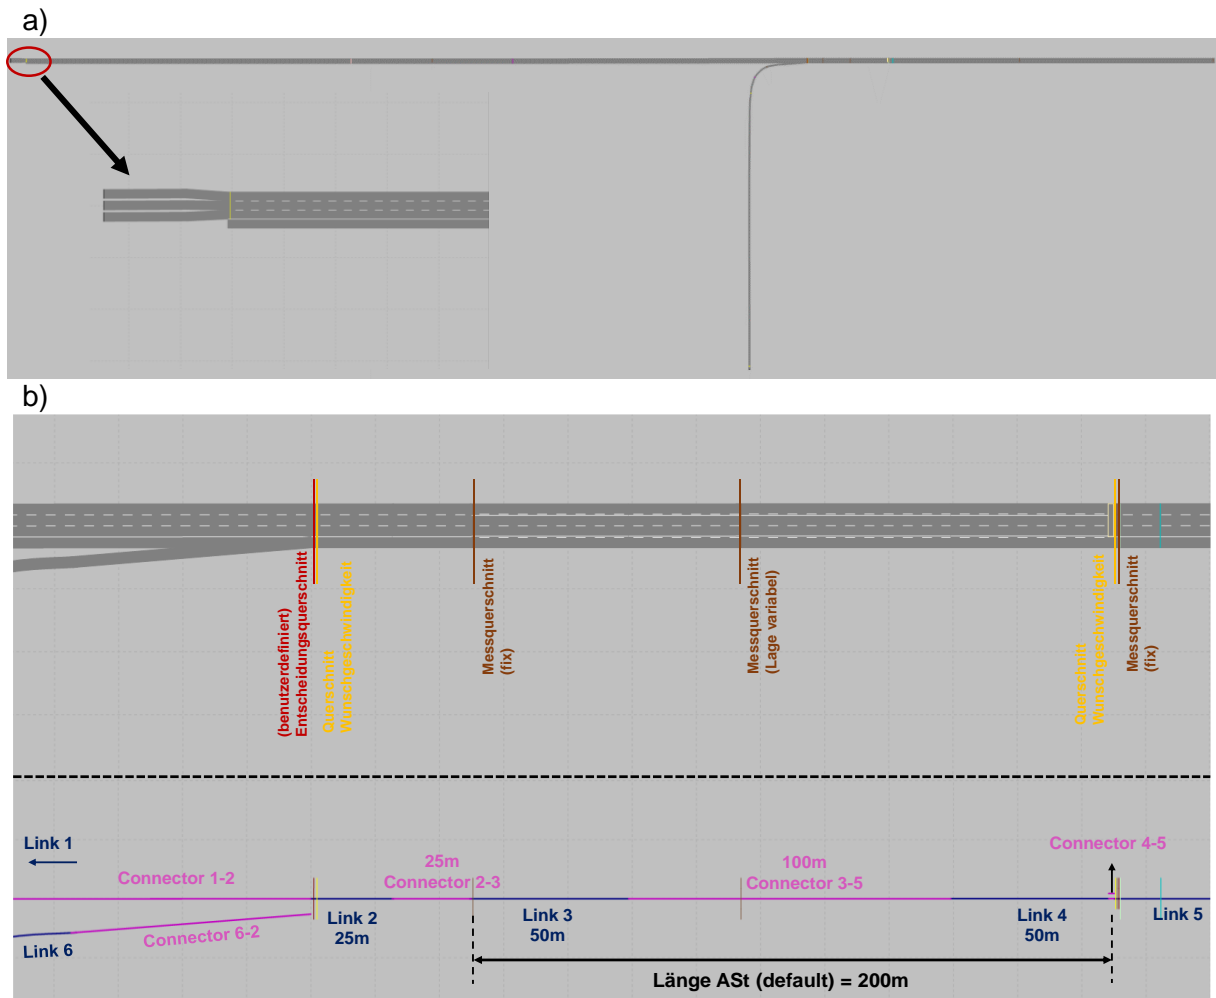 a)
b)
(benutzerdefiniert)
Entscheidungsquerschnitt
Querschnitt
Wunschgeschwindigkeit
Messquerschnitt
(fix)
Messquerschnitt
(Lage variabel)
Querschnitt
Wunschgeschwindigkeit
Messquerschnitt
(fix)
Link 1
Connector 1-2
25m
Connector 2-3
100m
Connector 3-5
Connector 4-5
Link 2
25m
Link 3
50m
Link 4
50m
Link 5
Link 6
Connector 6-2
Länge ASt (default) = 200m